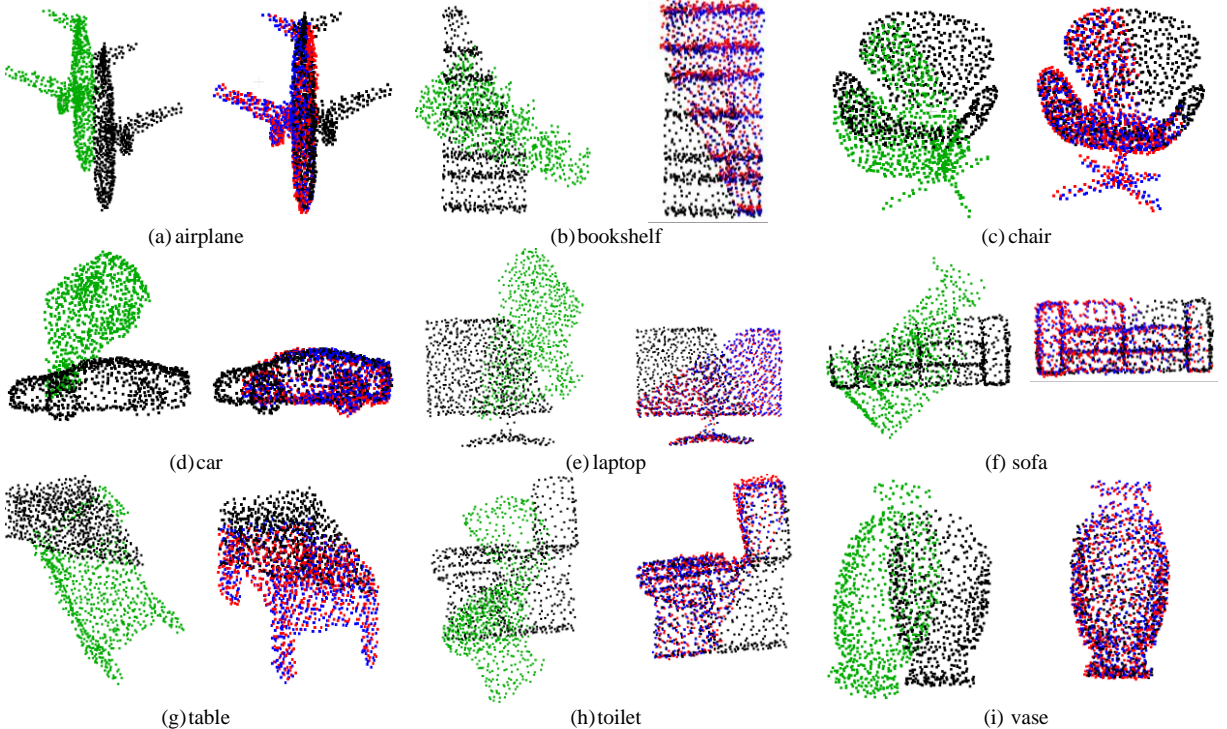 (a) airplane
(b) bookshelf
(c) chair
(d) car
(e) laptop
(f) sofa
(g) table
(h) toilet
(i) vase